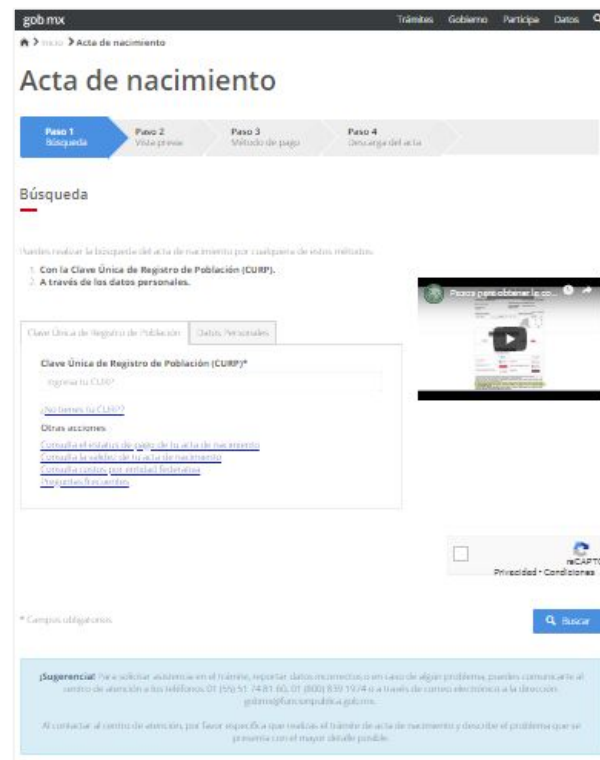 gob mx
Trámites Gobierno Participa Datos
Inicio Acta de nacimiento
Acta de nacimiento
Paso 1
Búsqueda
Paso 2
Vista previa
Paso 3
Método de pago
Paso 4
Descarga del acta
Búsqueda
Puedes realizar la búsqueda del acta de nacimiento por cualquiera de estos métodos.
1. Con la Clave Única de Registro de Población (CURP).
2. A través de los datos personales.
Clave Única de Registro de Población Datos Personales
Clave Única de Registro de Población (CURP)*
Ingresa tu CURP
¿No tienes tu CURP?
Otras acciones
Consulta el estatus de pago de tu acta de nacimiento
Consulta la validez de tu acta de nacimiento
Consulta costos por entidad federativa
Preguntas frecuentes
Pasos para obtener la co...
reCAPTC
Privacidad • Condiciones
* Campos obligatorios
Buscar
¡Sugerencia! Para solicitar asistencia en el trámite, reportar datos incorrectos o en caso de algún problema, puedes comunicarte al
centro de atención a los teléfonos 01 (55) 51 74 81 60, 01 (800) 839 1974 o a través de correo electrónico a la dirección
gobmx@funcionpublica.gob.mx.
Al contactar al centro de atención, por favor especifica que realizas el trámite de acta de nacimiento y describe el problema que se
presenta con el mayor detalle posible.